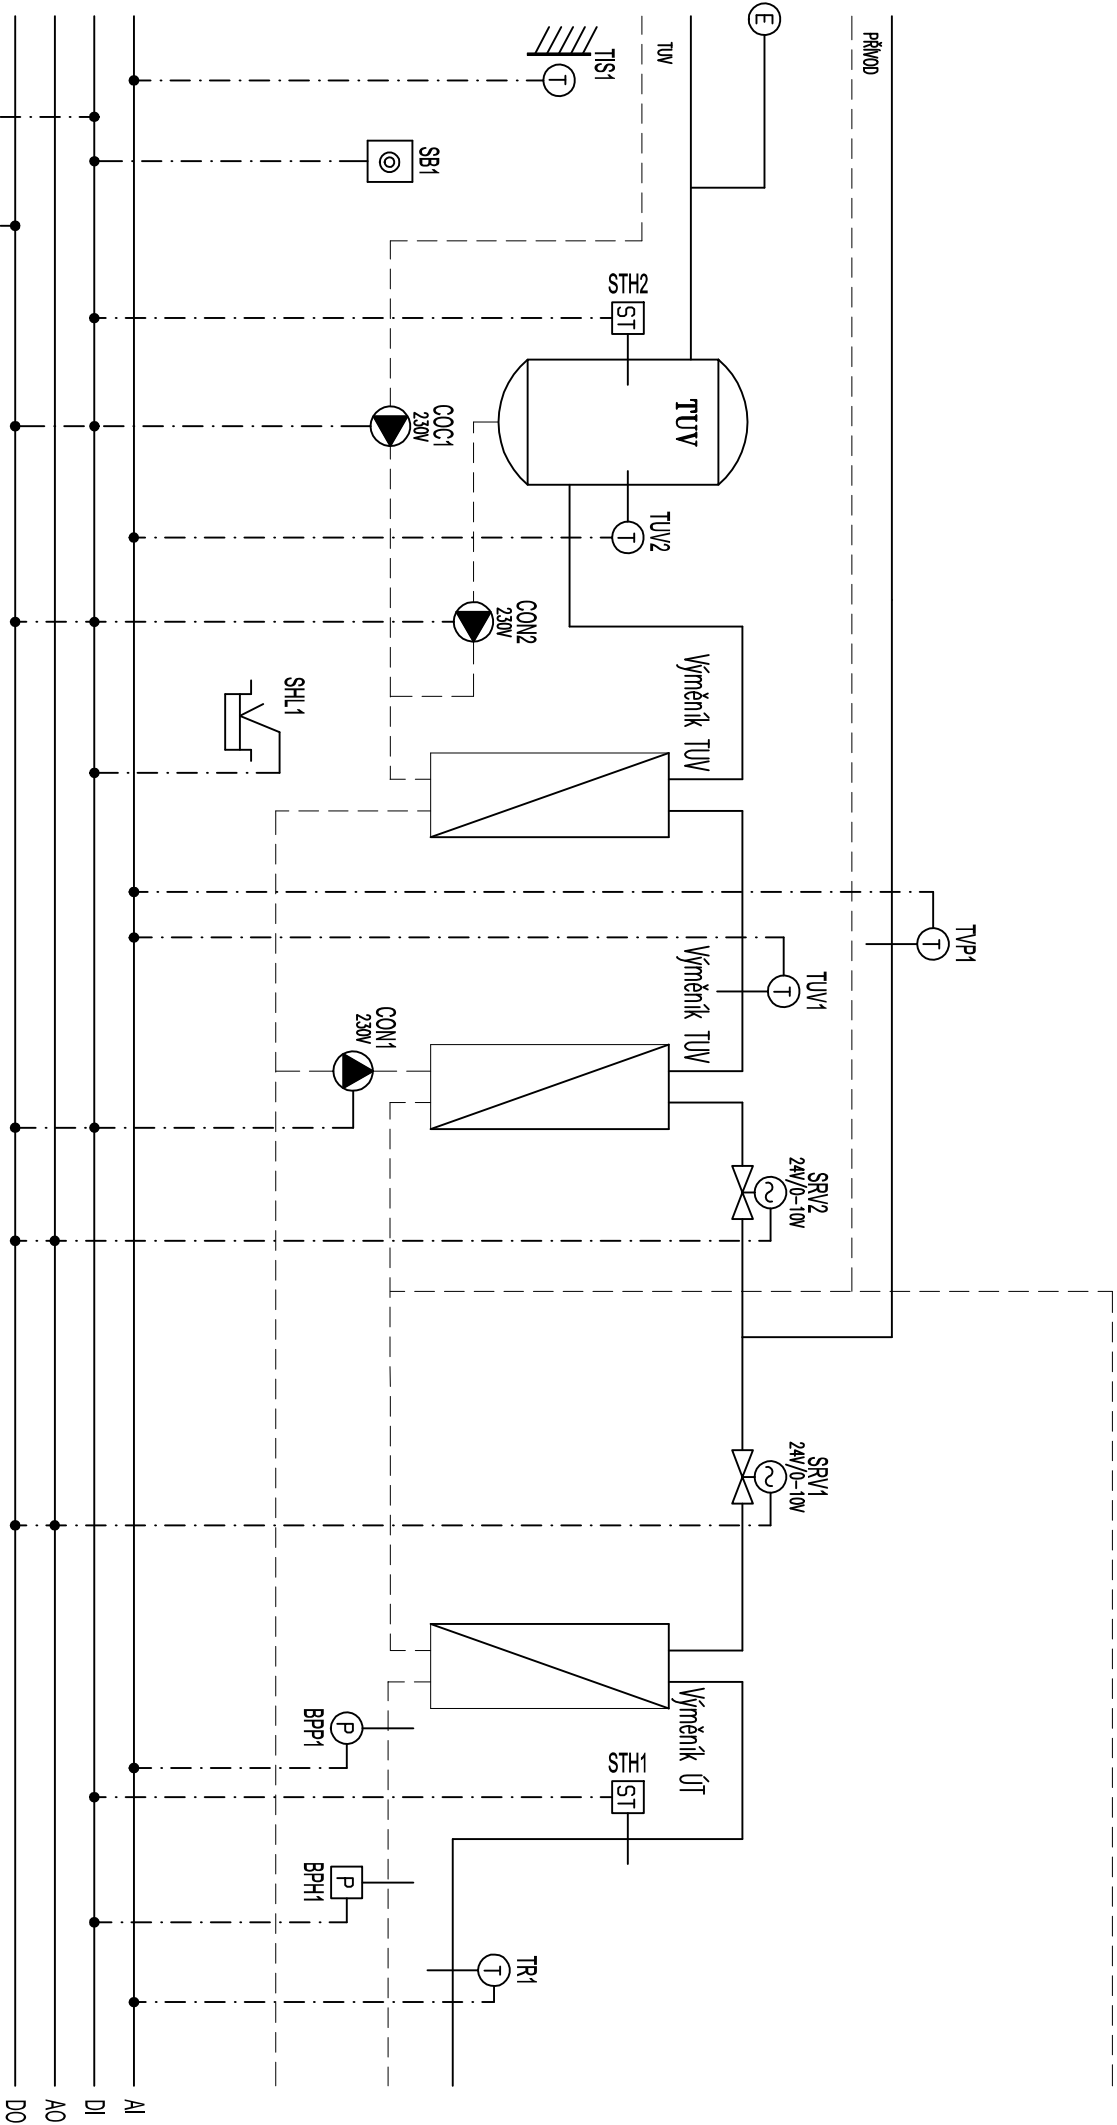 E
PŘÍVOD
TUV
TIS1
T
SB1
STH2
ST
TUV
COC1
230V
TUV2
T
CON2
230V
SHL1
Výměník TUV
TVP1
T
TUV1
T
Výměník TUV
CON1
230V
SRV2
24V/0-10V
SRV1
24V/0-10V
Výměník ÚT
BPP1
P
STH1
ST
BPH1
P
TR1
T
AI
DI
AO
DO